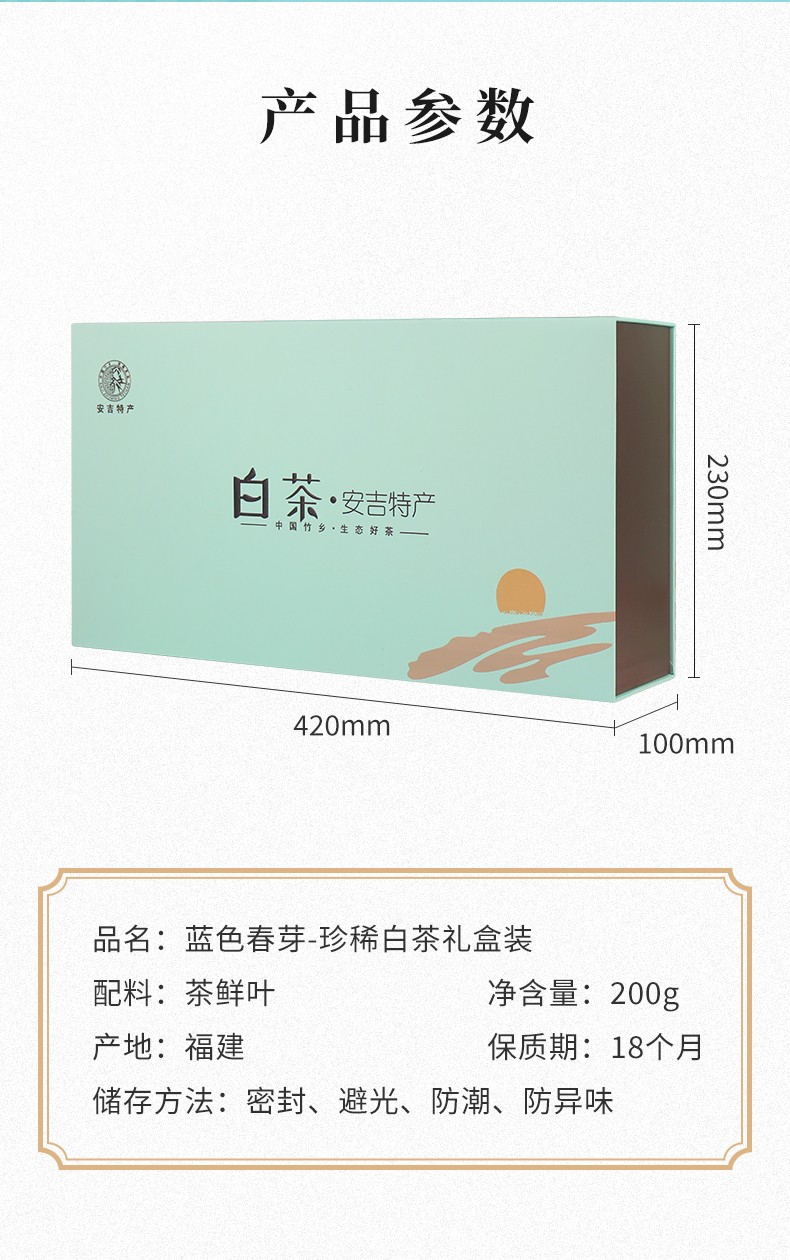 产品参数
安吉特产
白茶·安吉特产
中国竹乡·生态好茶
230mm
420mm
100mm
品名：蓝色春芽-珍稀白茶礼盒装
配料：茶鲜叶 净含量：200g
产地：福建 保质期：18个月
储存方法：密封、避光、防潮、防异味